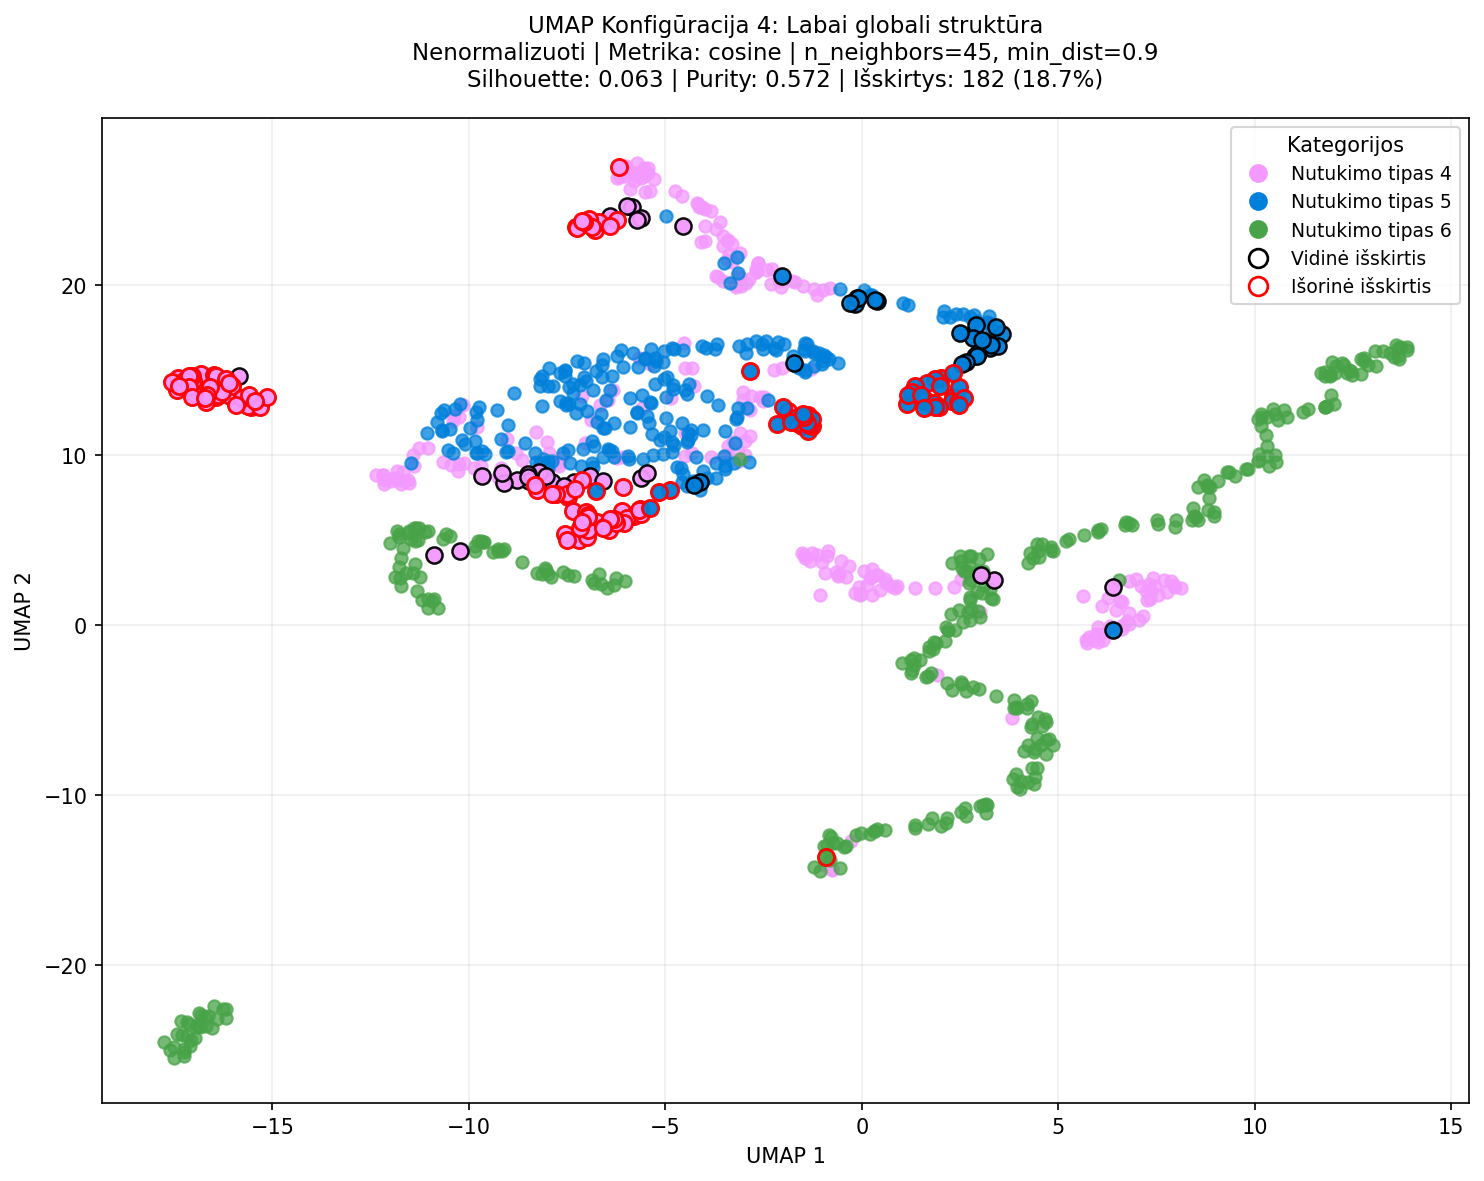 UMAP Konfigūracija 4: Labai globali struktūra
Nenormalizuoti | Metrika: cosine | n_neighbors=45, min_dist=0.9
Silhouette: 0.063 | Purity: 0.572 | Išskirtys: 182 (18.7%)
Kategorijos
Nutukimo tipas 4
Nutukimo tipas 5
Nutukimo tipas 6
Vidinė išskirtis
Išorinė išskirtis
UMAP 2
20
10
0
−10
−20
−15
−10
−5
0
5
10
15
UMAP 1